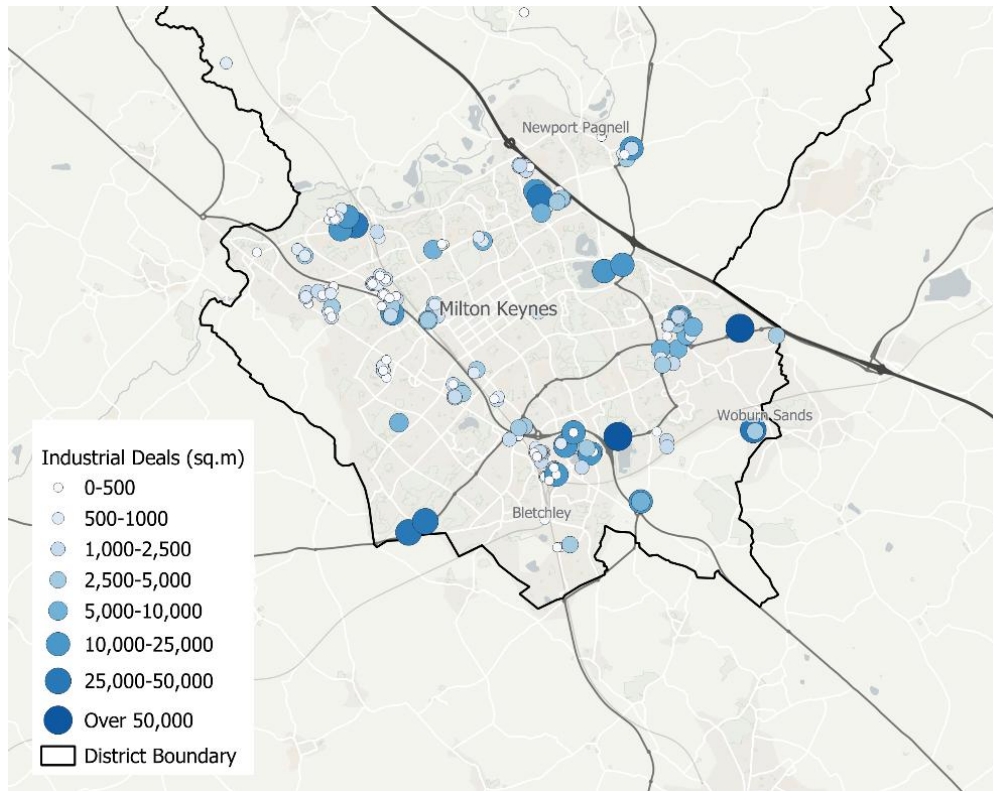 Newport Pagnell
Milton Keynes
Woburn Sands
Bletchley
Industrial Deals (sq.m)
0-500
500-1000
1,000-2,500
2,500-5,000
5,000-10,000
10,000-25,000
25,000-50,000
Over 50,000
District Boundary